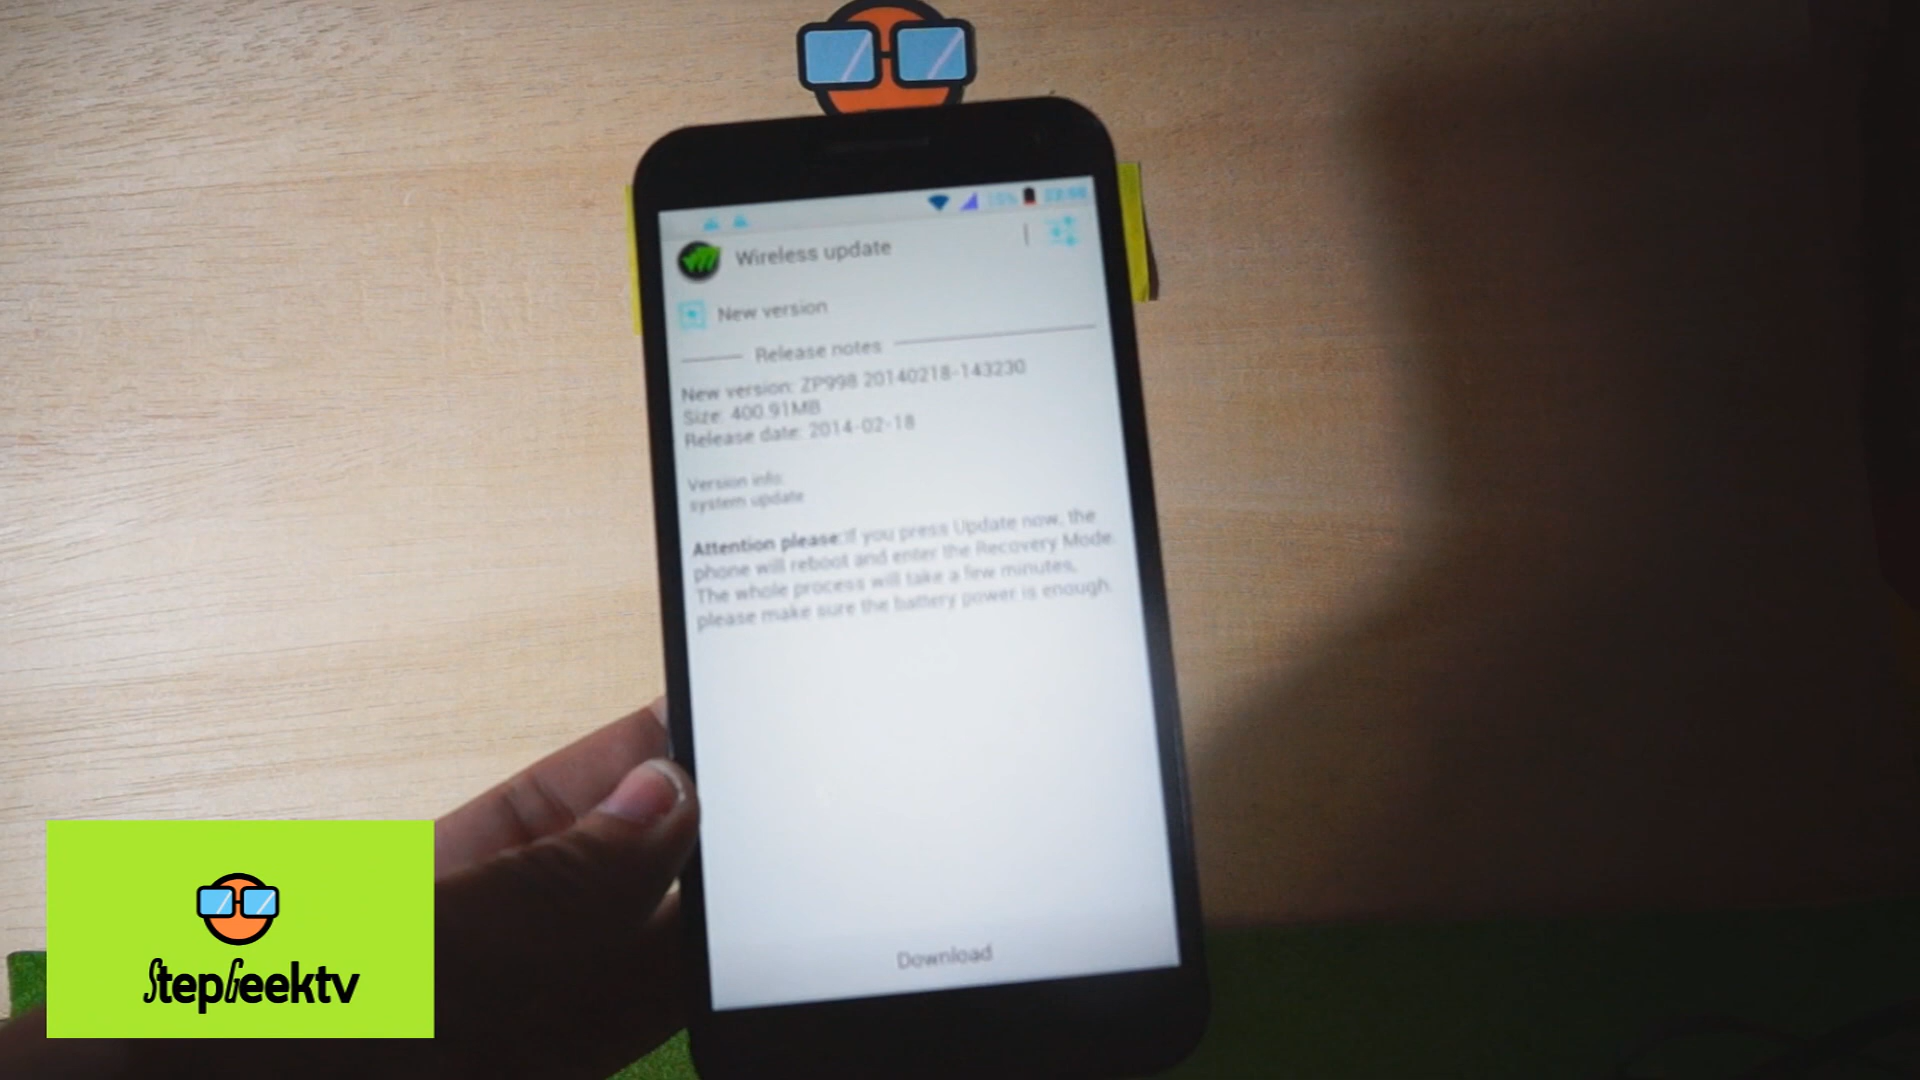 Wireless update
New version
Release notes
New version: ZP998 20140218-143230
Size: 400.91MB
Release date: 2014-02-18
Version info:
system update
Attention please:If you press Update now, the
phone will reboot and enter the Recovery Mode.
The whole process will take a few minutes,
please make sure the battery power is enough.
Download
StepGeektv